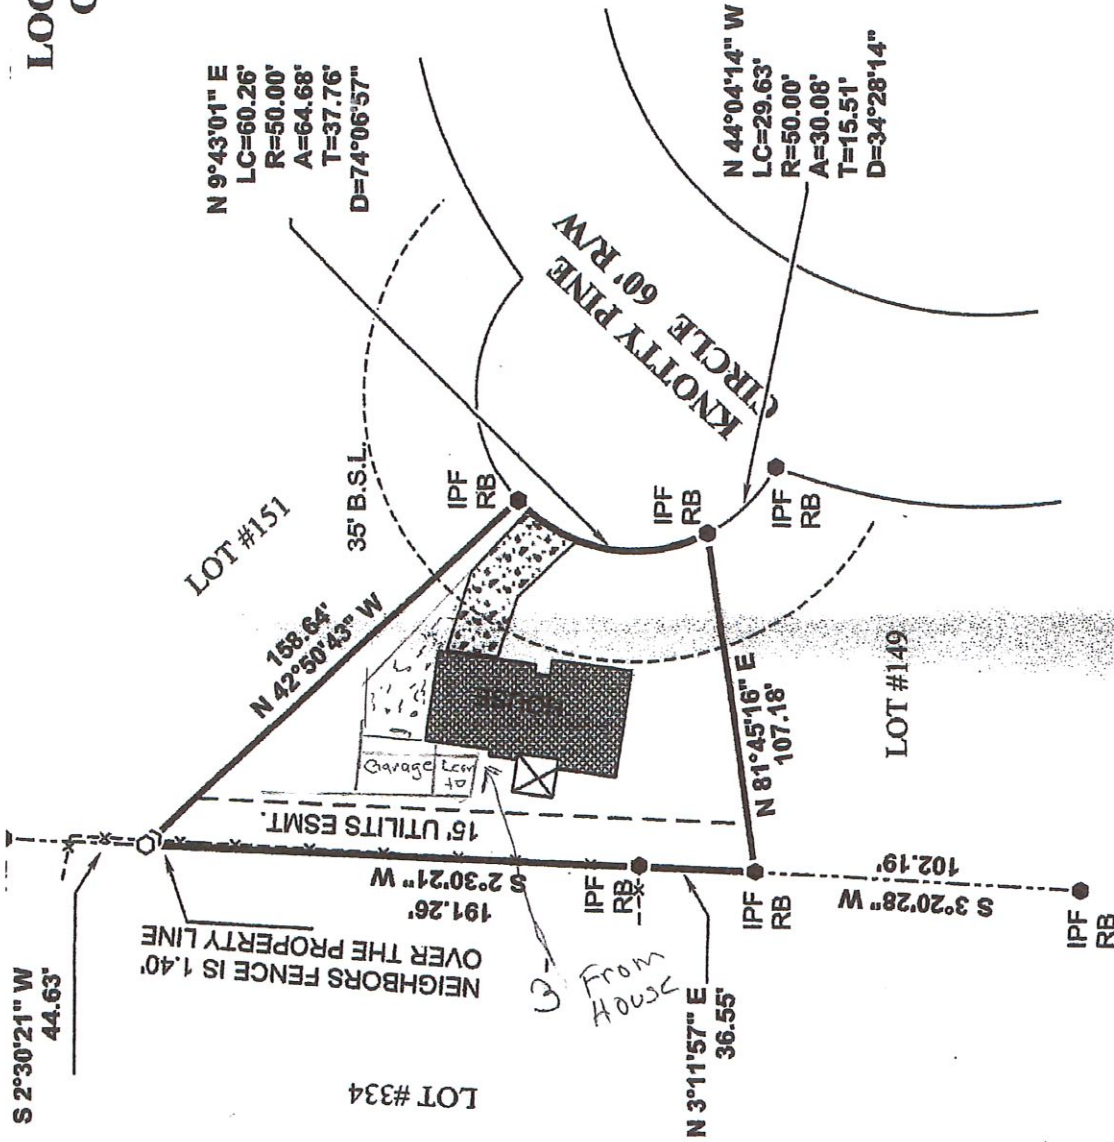 LOC
C
N 9°43'01" E
LC=60.26'
R=50.00'
A=64.68'
T=37.76'
D=74°06'57"
N 44°04'14" W
LC=29.63'
R=50.00'
A=30.08'
T=15.51'
D=34°28'14"
KNOTTY PINE
CIRCLE 60' R/W
35' B.S.L.
LOT #151
IPF
RB
IPF
RB
IPF
RB
158.64'
N 42°50'43" W
HOUSE
Garage
Lean
to
15' UTILITS ESMT.
N 81°45'16" E
107.18'
LOT #149
S 2°30'21" W
191.26'
IPF
RB
IPF
RB
S 3°20'28" W
102.19'
IPF
RB
NEIGHBORS FENCE IS 1.40'
OVER THE PROPERTY LINE
S 2°30'21" W
44.63'
3' From
House
N 3°11'57" E
36.55'
LOT #334